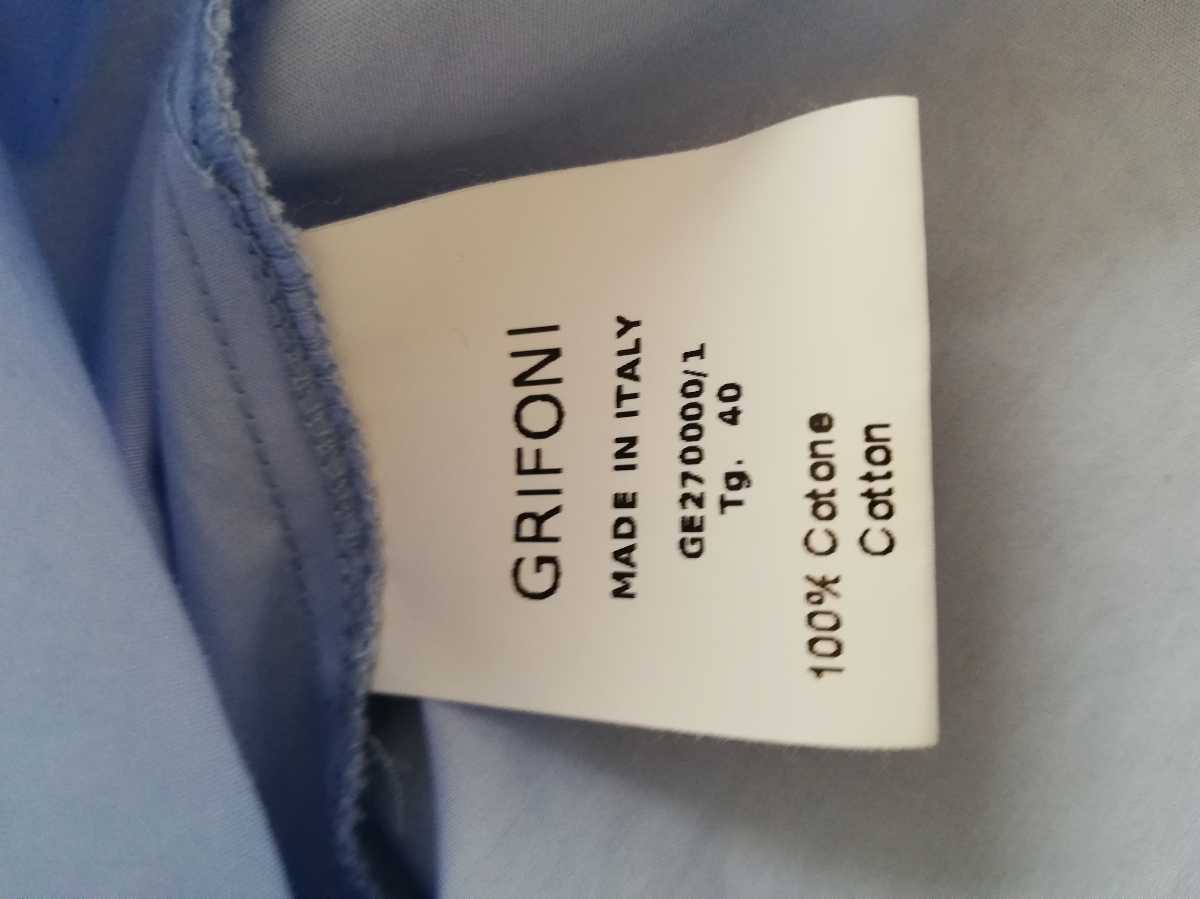 GRIFONI
MADE IN ITALY
GE270000/1
Tg. 40
100% Cotone
Cotton